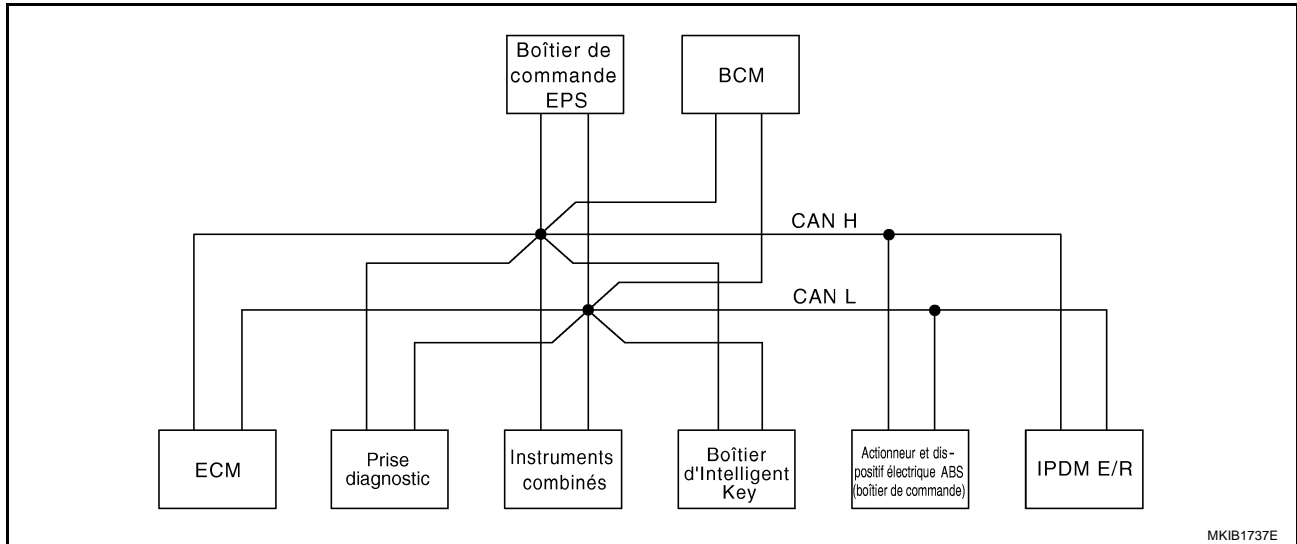 Boîtier de
commande
EPS
BCM
CAN H
CAN L
ECM
Prise
diagnostic
Instruments
combinés
Boîtier
d'Intelligent
Key
Actionneur et dis-
positif électrique ABS
(boîtier de commande)
IPDM E/R
MKIB1737E